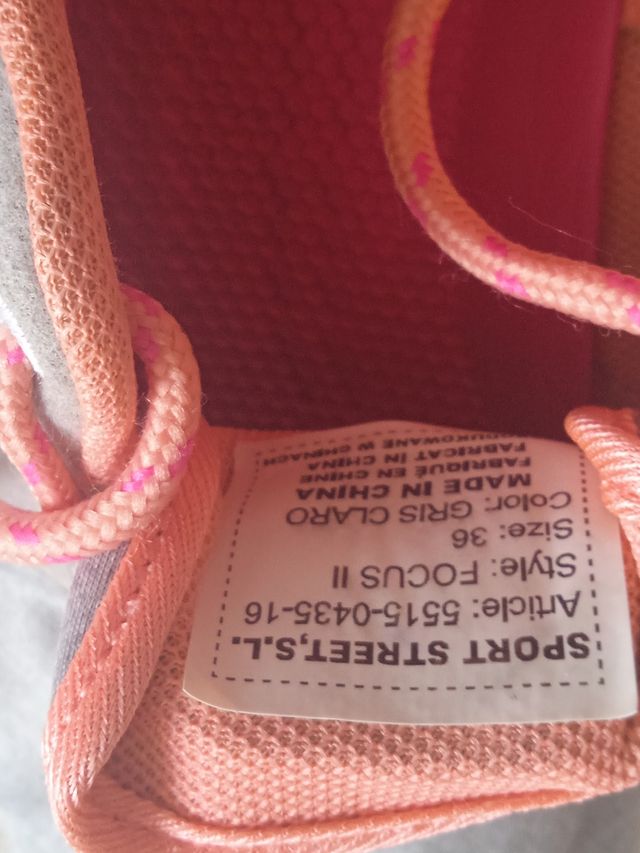 SPORT STREET,S.L.
Article: 5515-0435-16
Style: FOCUS II
Size: 36
Color: GRIS CLARO
MADE IN CHINA
FABRIQUÉ EN CHINE
FABRICAT IN CHINA
DUKOWANE W CHINACH